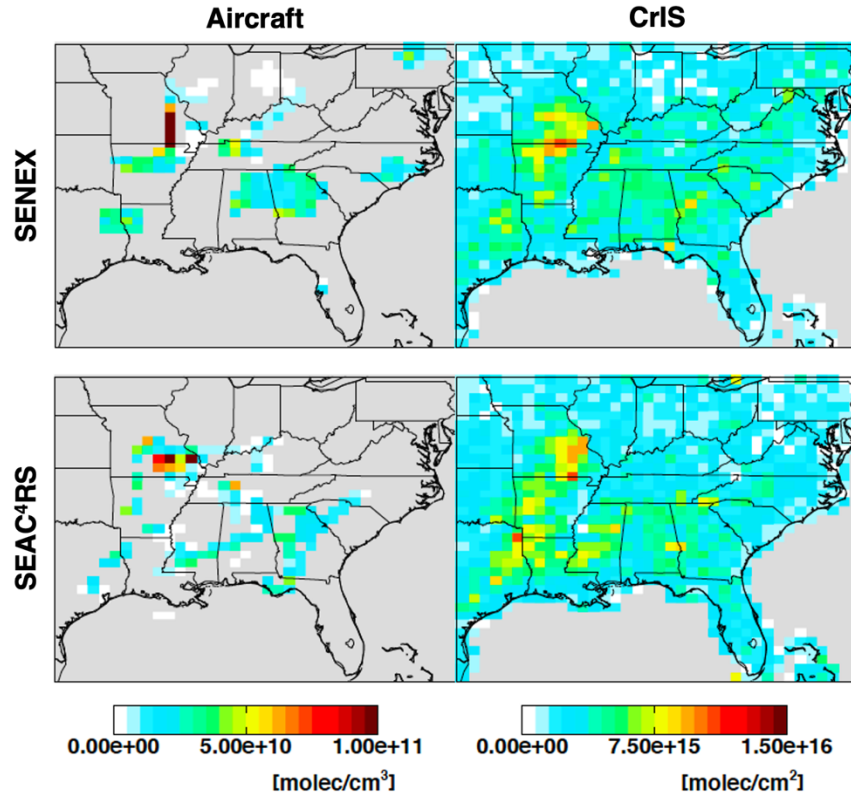 Aircraft CrIS
SENEX
SEAC⁴RS
0.00e+00 5.00e+10 1.00e+11
[molec/cm³]
0.00e+00 7.50e+15 1.50e+16
[molec/cm²]